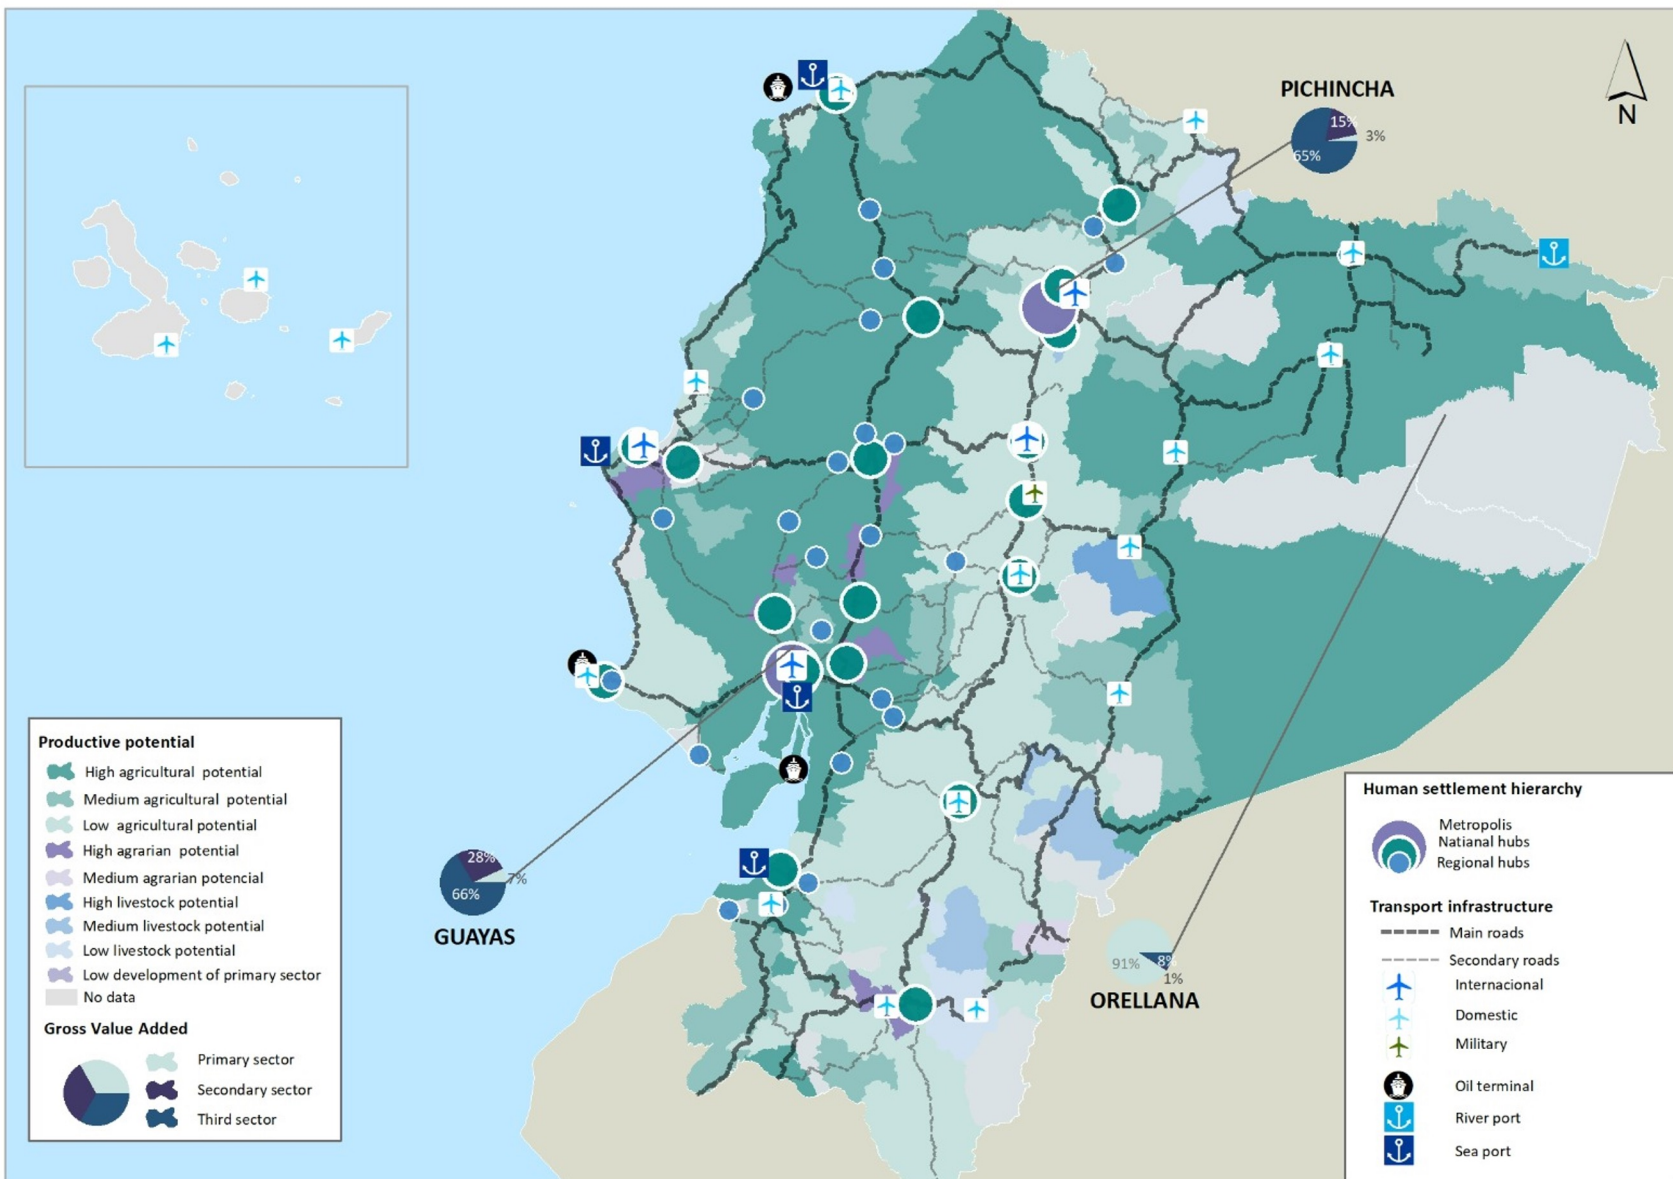 N
PICHINCHA
15%
3%
65%
28%
7%
66%
GUAYAS
91%
8%
1%
ORELLANA
Productive potential
High agricultural potential
Medium agricultural potential
Low agricultural potential
High agrarian potential
Medium agrarian potencial
High livestock potential
Medium livestock potential
Low livestock potential
Low development of primary sector
No data
Gross Value Added
Primary sector
Secondary sector
Third sector
Human settlement hierarchy
Metropolis
Natianal hubs
Regional hubs
Transport infrastructure
Main roads
Secondary roads
Internacional
Domestic
Military
Oil terminal
River port
Sea port